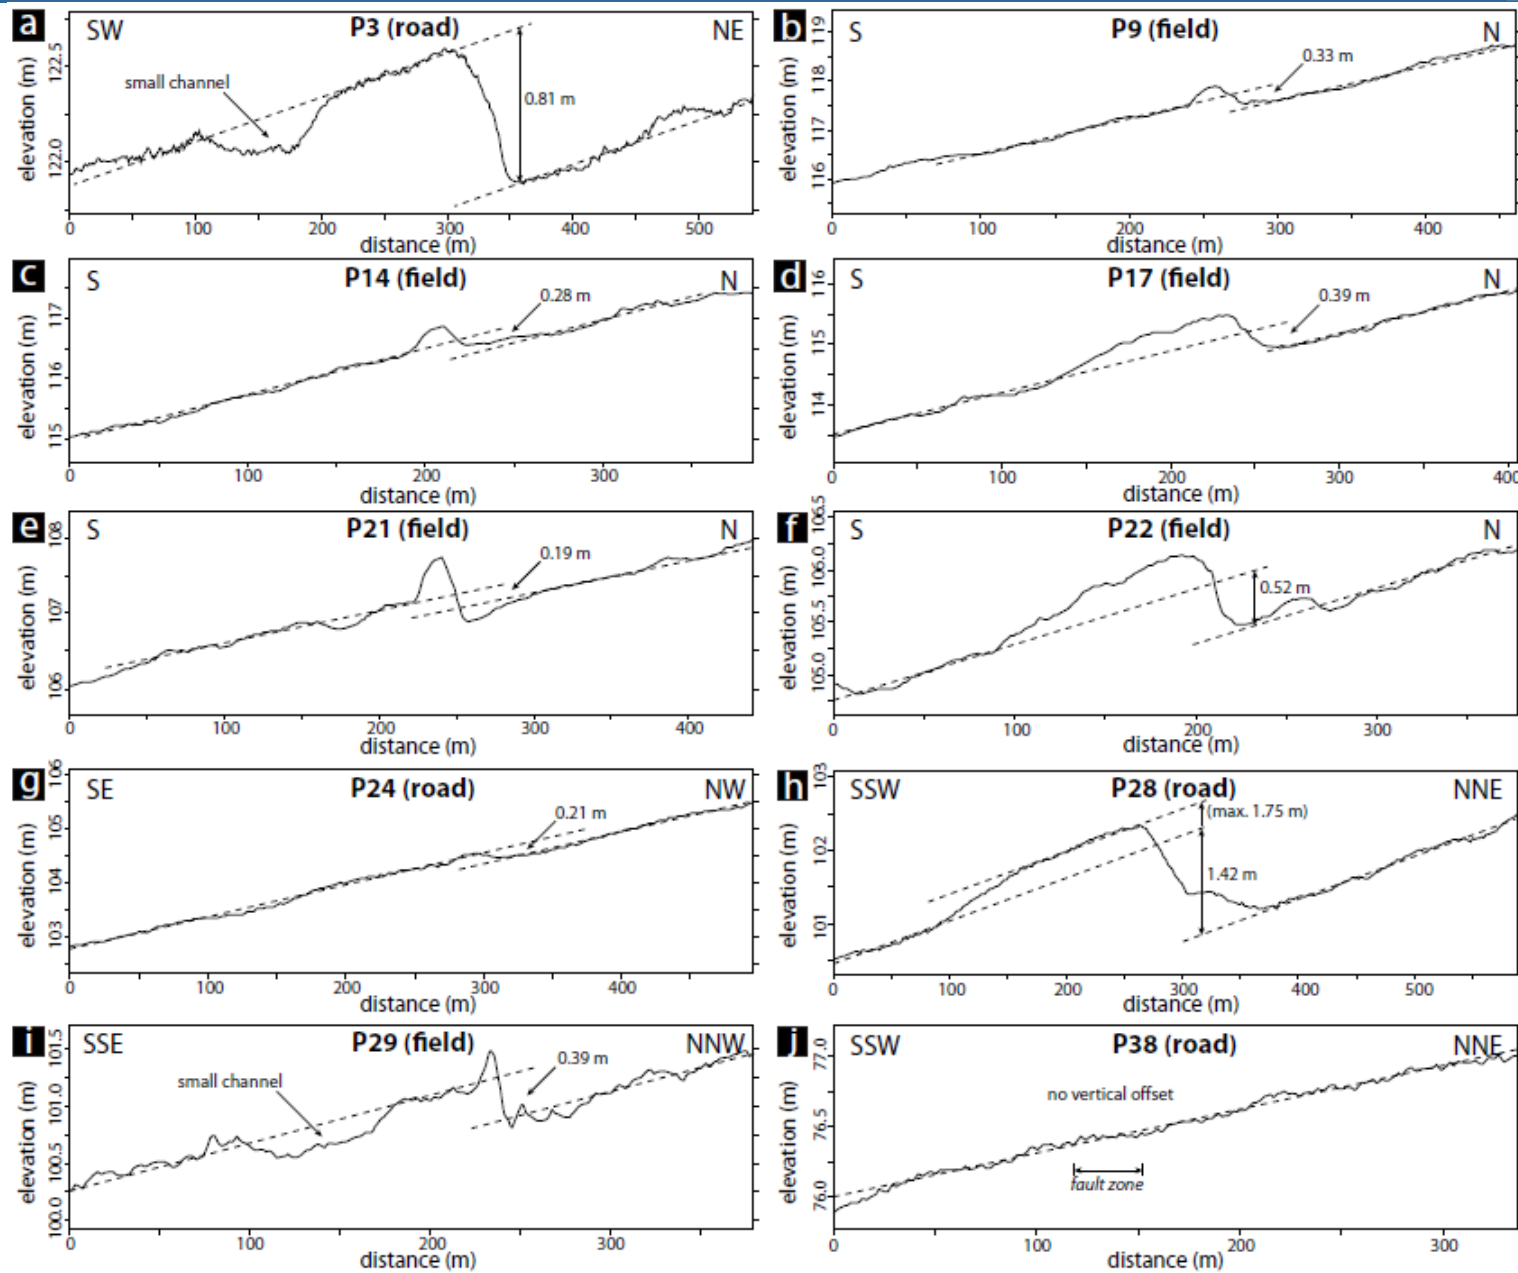 a SW P3 (road) NE
small channel
0.81 m
elevation (m)
122.0 122.5
0 100 200 300 400 500
distance (m)
b S P9 (field) N
0.33 m
elevation (m)
116 117 118 119
0 100 200 300 400
distance (m)
c S P14 (field) N
0.28 m
elevation (m)
115 116 117
0 100 200 300
distance (m)
d S P17 (field) N
0.39 m
elevation (m)
114 115 116
0 100 200 300 400
distance (m)
e S P21 (field) N
0.19 m
elevation (m)
106 107 108
0 100 200 300 400
distance (m)
f S P22 (field) N
0.52 m
elevation (m)
105.0 105.5 106.0 106.5
0 100 200 300
distance (m)
g SE P24 (road) NW
0.21 m
elevation (m)
103 104 105 106
0 100 200 300 400
distance (m)
h SSW P28 (road) NNE
(max. 1.75 m)
1.42 m
elevation (m)
101 102 103
0 100 200 300 400 500
distance (m)
i SSE P29 (field) NNW
small channel
0.39 m
elevation (m)
100.0 100.5 101.0 101.5
0 100 200 300
distance (m)
j SSW P38 (road) NNE
no vertical offset
fault zone
elevation (m)
76.0 76.5 77.0
0 100 200 300
distance (m)